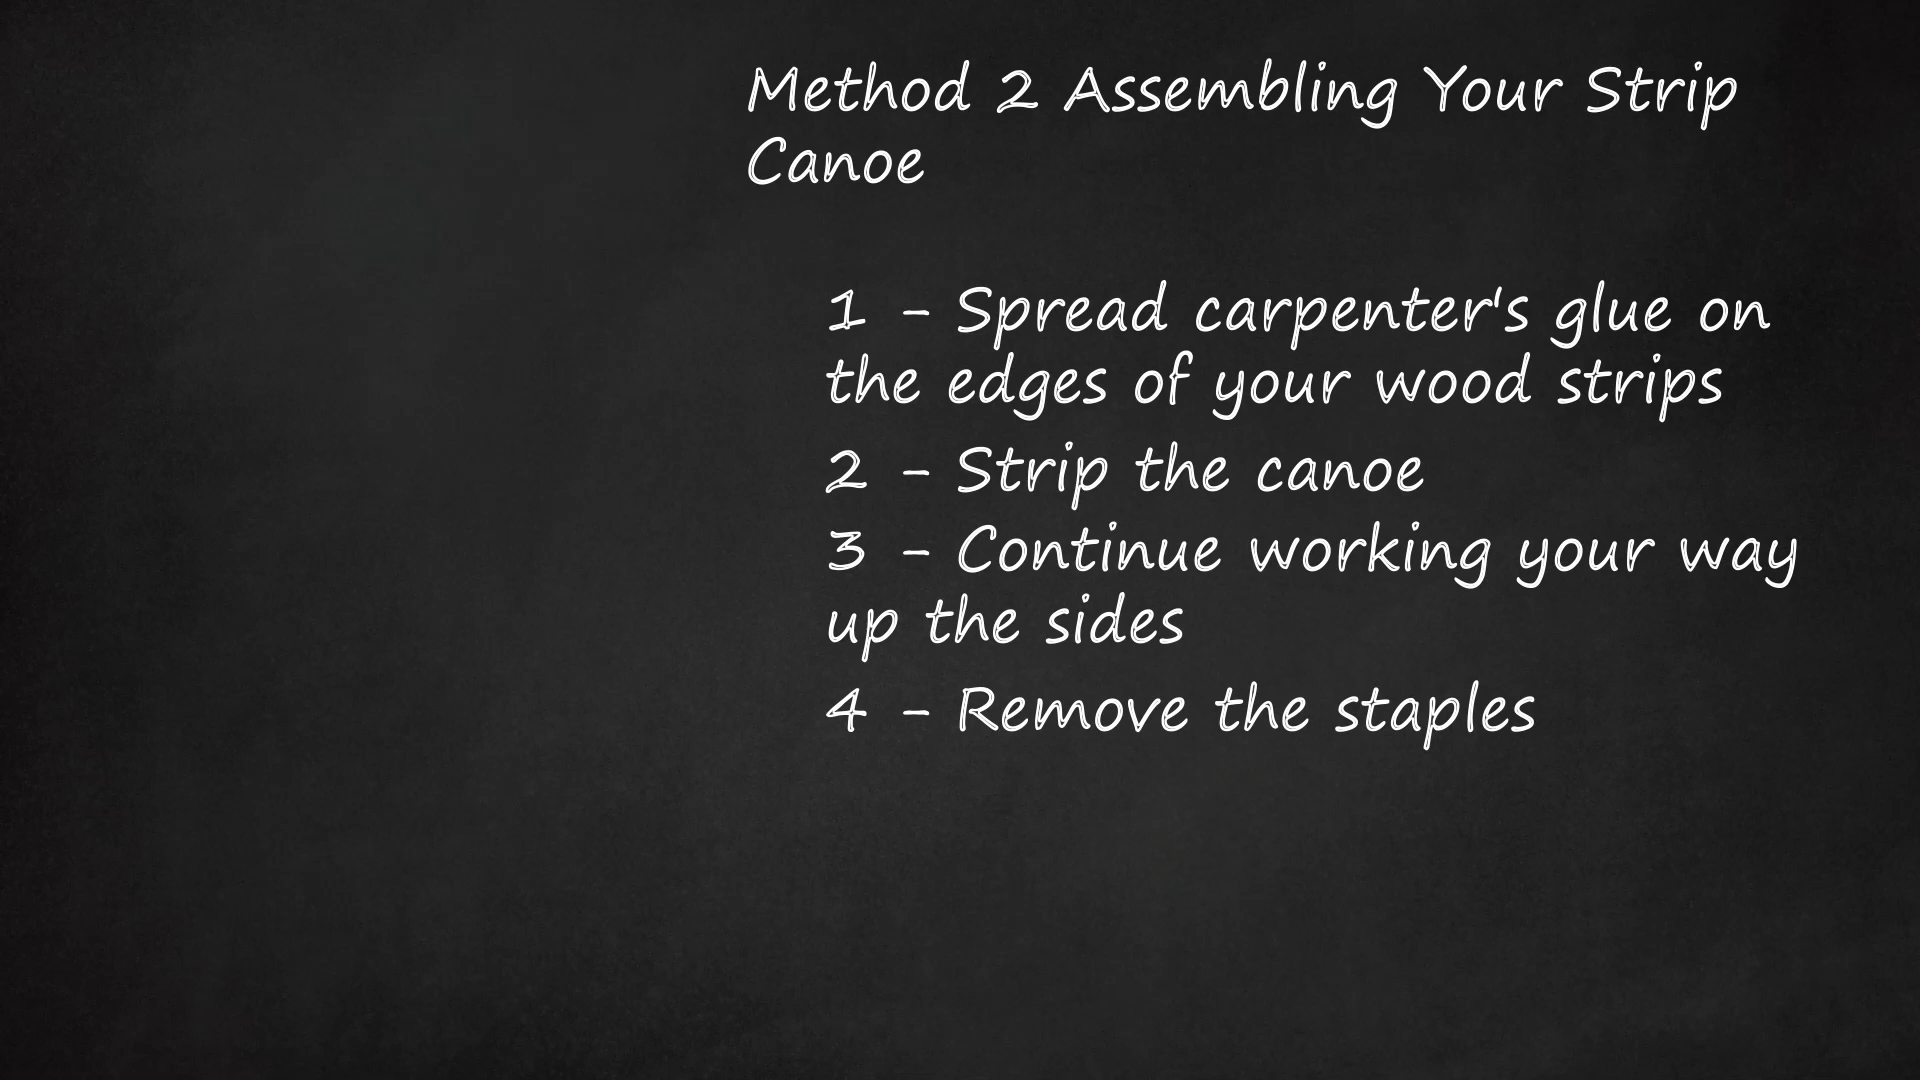 Method 2 Assembling Your Strip
Canoe
1 - Spread carpenter's glue on
the edges of your wood strips
2 - Strip the canoe
3 - Continue working your way
up the sides
4 - Remove the staples